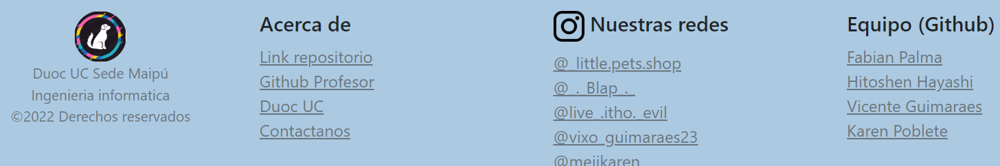 Duoc UC Sede Maipú
Ingenieria informatica
©2022 Derechos reservados
Acerca de
Link repositorio
Github Profesor
Duoc UC
Contactanos
Nuestras redes
@_little.pets.shop
@_._Blap_._
@live_.itho._evil
@vixo_guimaraes23
@mejikaren
Equipo (Github)
Fabian Palma
Hitoshen Hayashi
Vicente Guimaraes
Karen Poblete